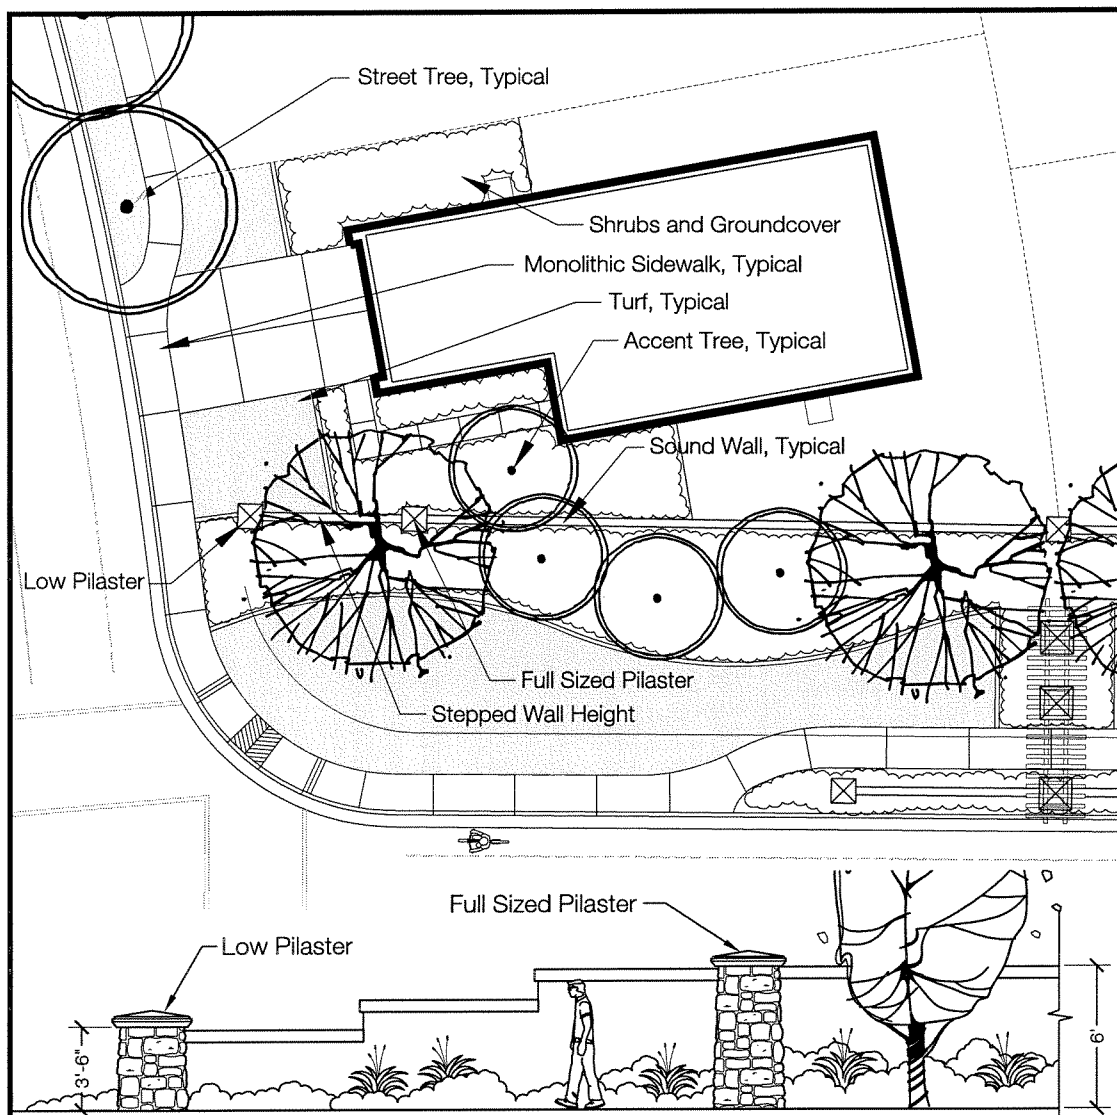 Street Tree, Typical
Shrubs and Groundcover
Monolithic Sidewalk, Typical
Turf, Typical
Accent Tree, Typical
Sound Wall, Typical
Low Pilaster
Full Sized Pilaster
Stepped Wall Height
Full Sized Pilaster
Low Pilaster
3'-6"
6'